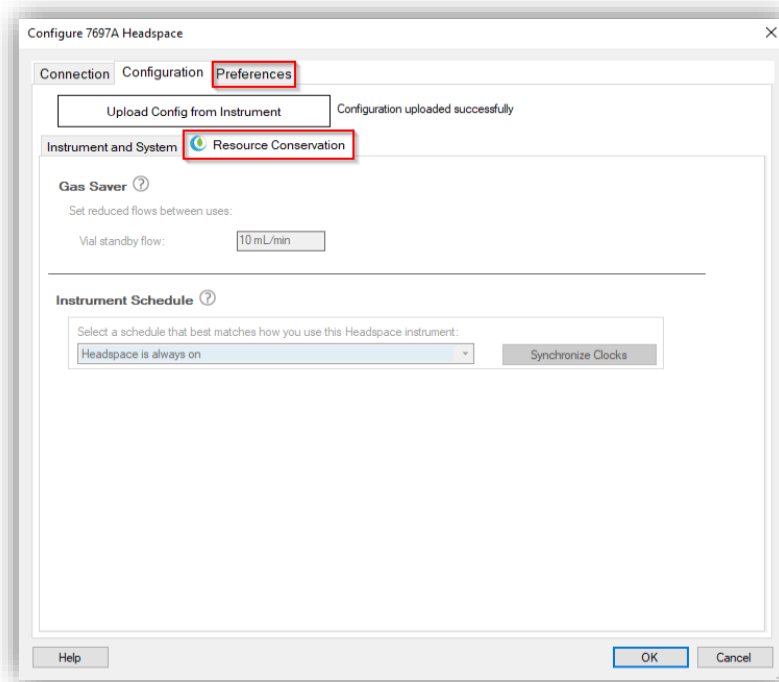 Configure 7697A Headspace
Connection Configuration Preferences
Upload Config from Instrument Configuration uploaded successfully
Instrument and System Resource Conservation
Gas Saver ?
Set reduced flows between uses:
Vial standby flow: 10 mL/min
Instrument Schedule ?
Select a schedule that best matches how you use this Headspace instrument:
Headspace is always on Synchronize Clocks
Help OK Cancel